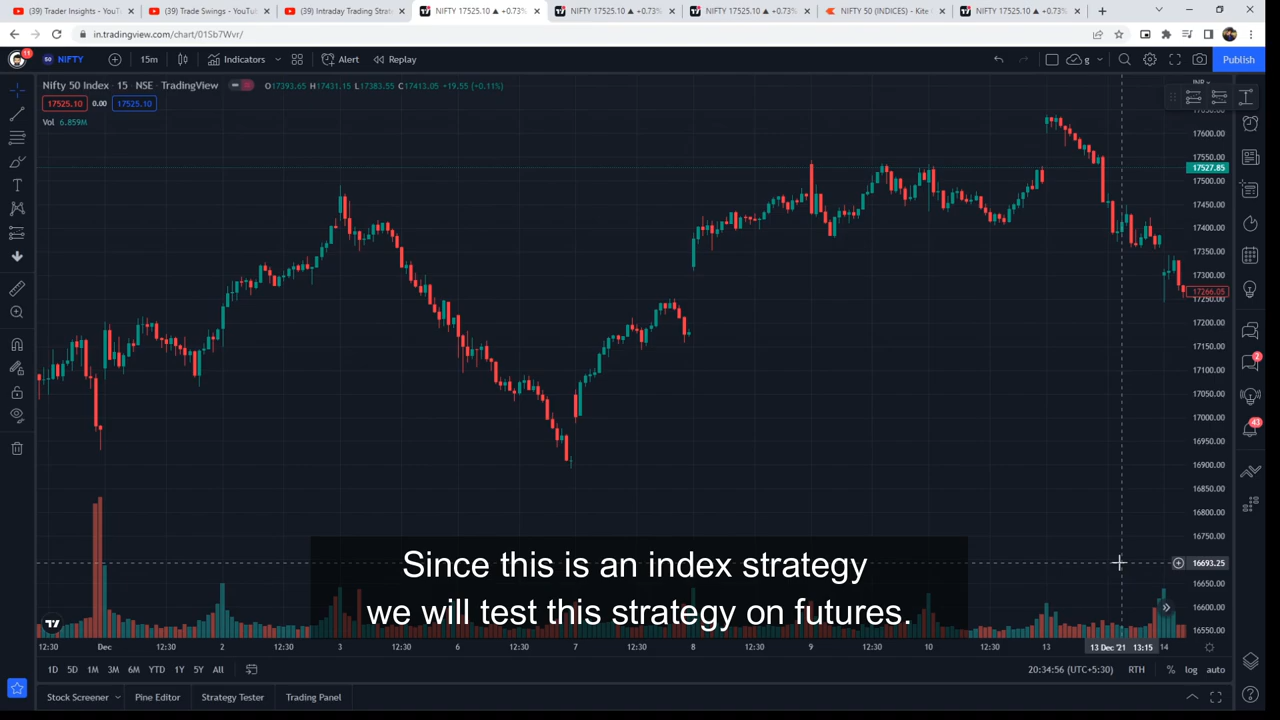 (39) Trader Insights - YouT
(39) Trade Swings - YouTub
(39) Intraday Trading Strat
NIFTY 17525.10 ▲ +0.73%
NIFTY 17525.10 ▲ +0.73%
NIFTY 17525.10 ▲ +0.73%
NIFTY 50 (INDICES) - Kite
NIFTY 17525.10 ▲ +0.73%
in.tradingview.com/chart/01Sb7Wvr/
11
50
NIFTY
15m
Indicators
Alert
Replay
g
Publish
Nifty 50 Index · 15 · NSE · TradingView
O17393.65 H17431.15 L17383.55 C17413.05 +19.55 (+0.11%)
17525.10 0.00 17525.10
Vol 6.859M
17600.00
17550.00
17527.85
17500.00
17450.00
17400.00
17350.00
17300.00
17266.05
17250.00
17200.00
17150.00
17100.00
17050.00
17000.00
16950.00
16900.00
16850.00
16800.00
16750.00
16693.25
16650.00
16600.00
16550.00
2
43
Since this is an index strategy
we will test this strategy on futures.
12:30 Dec 12:30 2 12:30 3 12:30 6 12:30 7 12:30 8 12:30 9 12:30 10 12:30 13 13 Dec '21 13:15 14
1D 5D 1M 3M 6M YTD 1Y 5Y All
20:34:56 (UTC+5:30) RTH % log auto
Stock Screener Pine Editor Strategy Tester Trading Panel